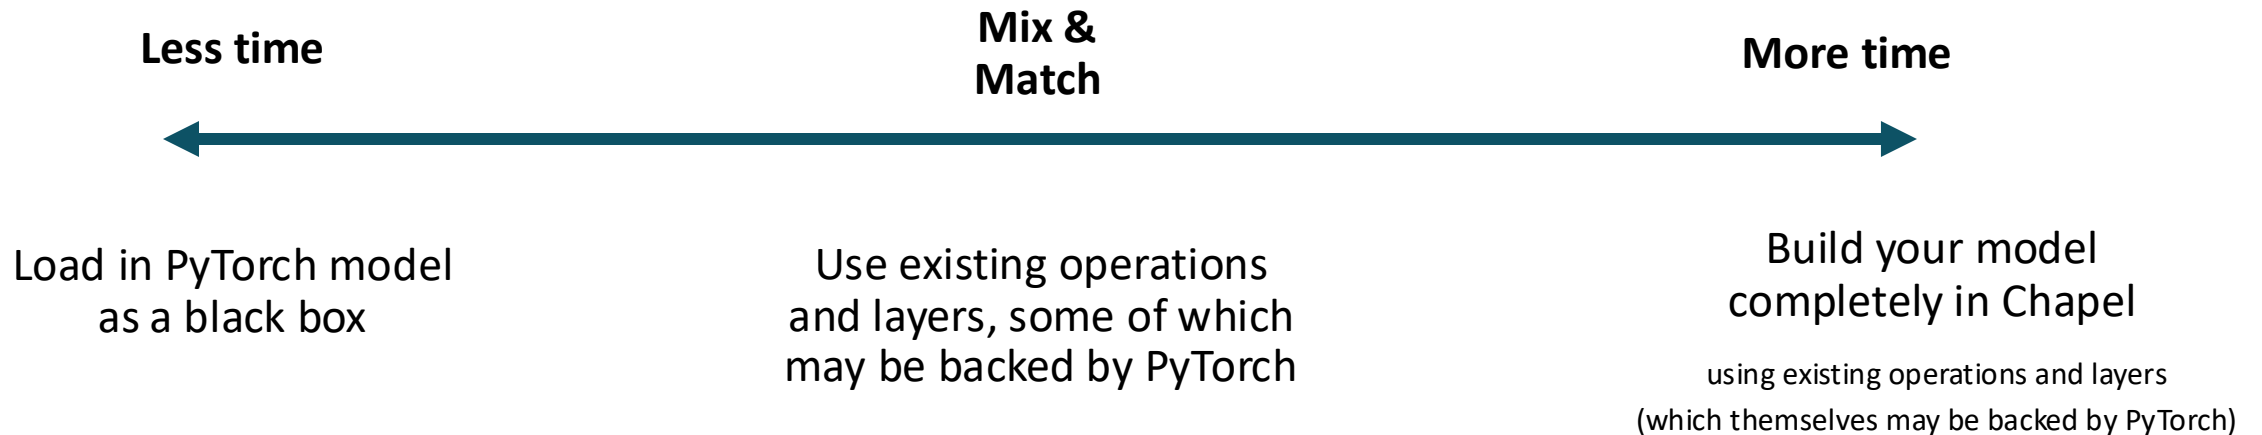 Less time
Mix &
Match
More time
Load in PyTorch model
as a black box
Use existing operations
and layers, some of which
may be backed by PyTorch
Build your model
completely in Chapel
using existing operations and layers
(which themselves may be backed by PyTorch)